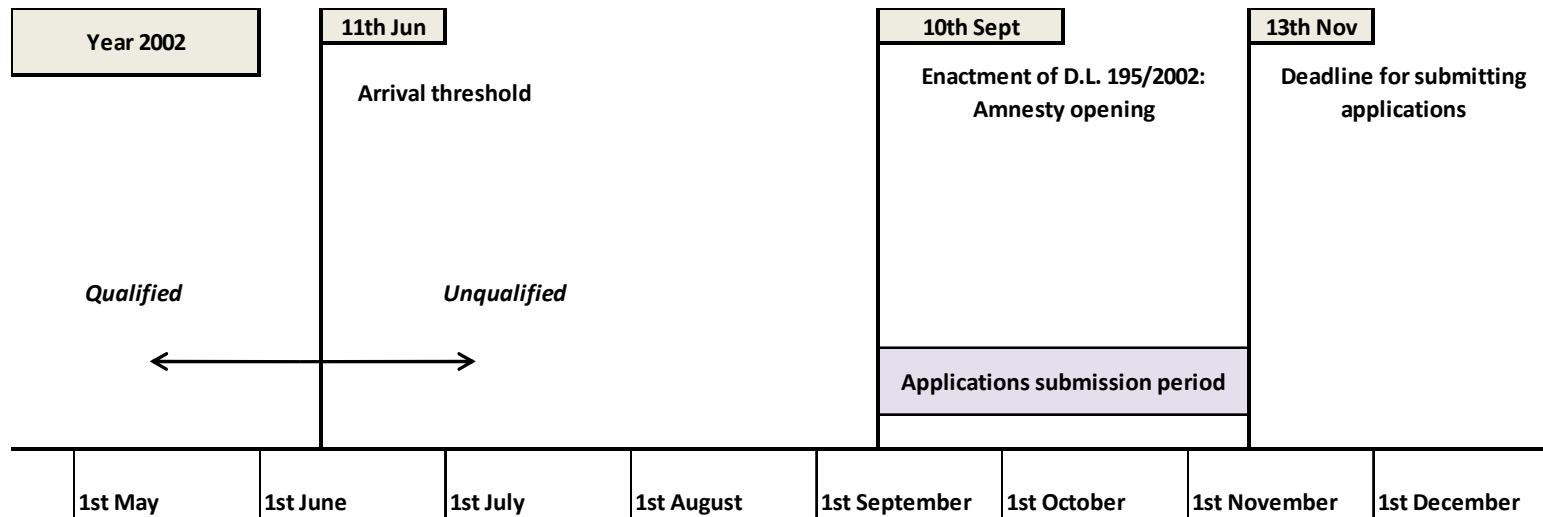 Year 2002
11th Jun
10th Sept
13th Nov
Arrival threshold
Enactment of D.L. 195/2002:
Amnesty opening
Deadline for submitting
applications
Qualified
Unqualified
Applications submission period
1st May
1st June
1st July
1st August
1st September
1st October
1st November
1st December